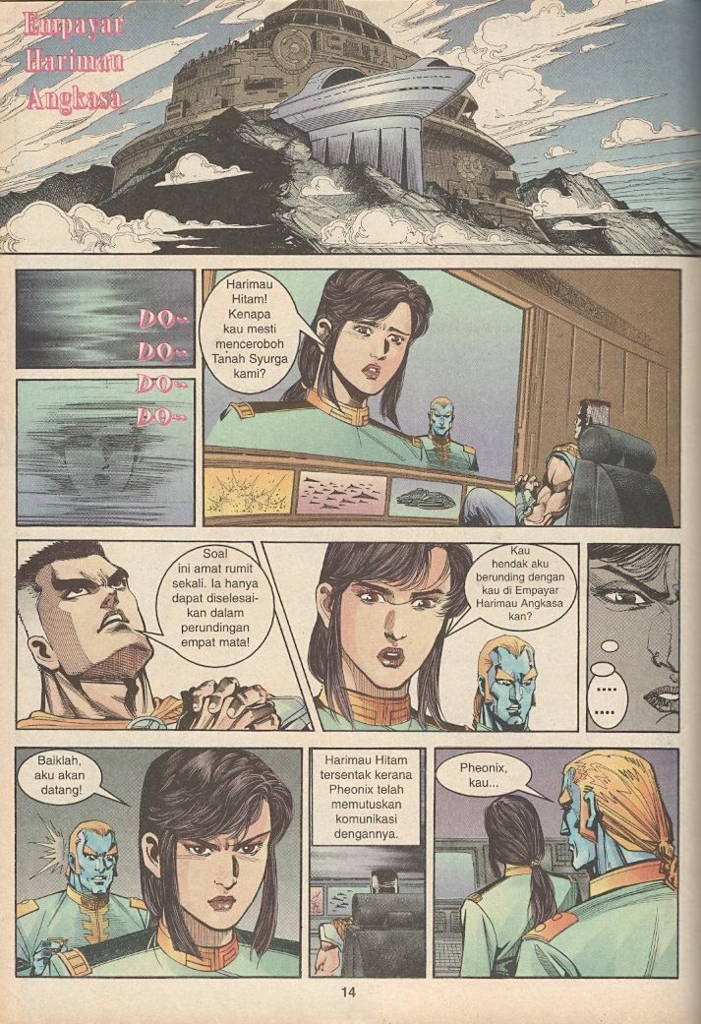 Empayar
Harimau
Angkasa
DO~
DO~
DO~
DO~
Harimau
Hitam!
Kenapa
kau mesti
menceroboh
Tanah Syurga
kami?
Soal
ini amat rumit
sekali. Ia hanya
dapat diselesai-
kan dalam
perundingan
empat mata!
Kau
hendak aku
berunding dengan
kau di Empayar
Harimau Angkasa
kan?
....
....
Baiklah,
aku akan
datang!
Harimau Hitam
tersentak kerana
Pheonix telah
memutuskan
komunikasi
dengannya.
Pheonix,
kau...
14